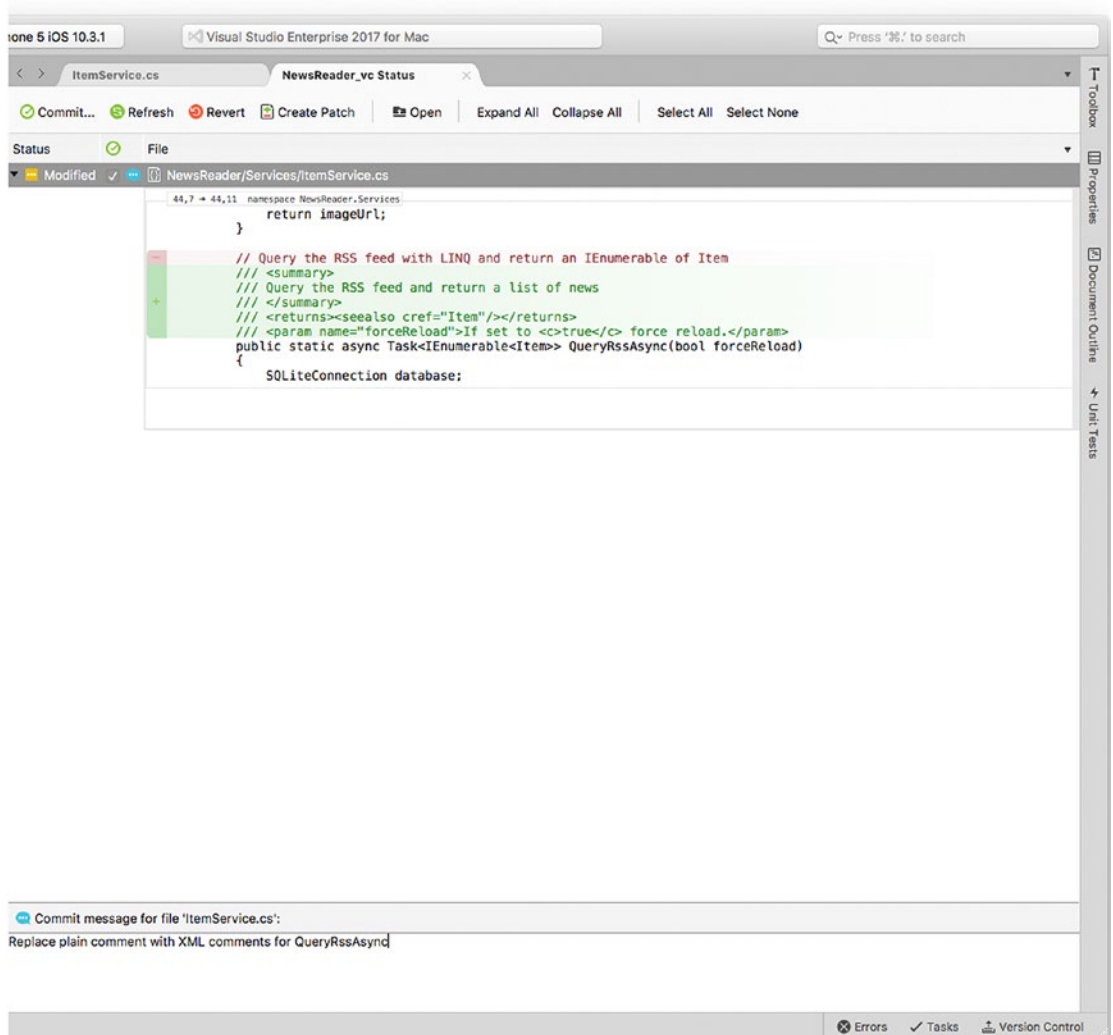 one 5 iOS 10.3.1
Visual Studio Enterprise 2017 for Mac
Press '⌘.' to search
ItemService.cs
NewsReader_vc Status
Commit... Refresh Revert Create Patch Open Expand All Collapse All Select All Select None
Status File
Modified NewsReader/Services/ItemService.cs
44,7 → 44,11 namespace NewsReader.Services
return imageUrl;
}
- // Query the RSS feed with LINQ and return an IEnumerable of Item
/// <summary>
/// Query the RSS feed and return a list of news
+ /// </summary>
/// <returns><seealso cref="Item"/></returns>
/// <param name="forceReload">If set to <c>true</c> force reload.</param>
public static async Task<IEnumerable<Item>> QueryRssAsync(bool forceReload)
{
SQLiteConnection database;
Toolbox
Properties
Document Outline
Unit Tests
Commit message for file 'ItemService.cs':
Replace plain comment with XML comments for QueryRssAsync
Errors Tasks Version Control